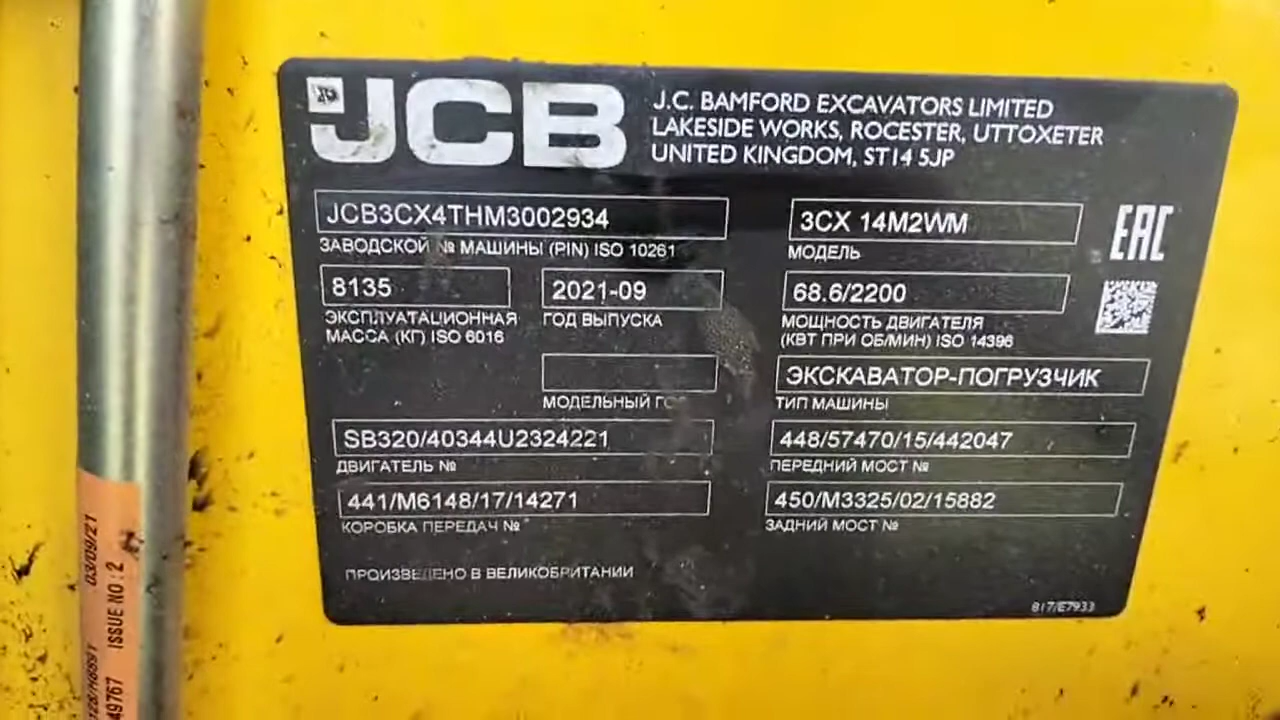 JCB
J.C. BAMFORD EXCAVATORS LIMITED
LAKESIDE WORKS, ROCESTER, UTTOXETER
UNITED KINGDOM, ST14 5JP
JCB3CX4THM3002934
ЗАВОДСКОЙ № МАШИНЫ (PIN) ISO 10261
3CX 14M2WM
МОДЕЛЬ
EAC
8135
ЭКСПЛУАТАЦИОННАЯ
МАССА (КГ) ISO 6016
2021-09
ГОД ВЫПУСКА
68.6/2200
МОЩНОСТЬ ДВИГАТЕЛЯ
(КВТ ПРИ ОБ/МИН) ISO 14396
МОДЕЛЬНЫЙ ГОД
ЭКСКАВАТОР-ПОГРУЗЧИК
ТИП МАШИНЫ
SB320/40344U2324221
ДВИГАТЕЛЬ №
448/57470/15/442047
ПЕРЕДНИЙ МОСТ №
441/M6148/17/14271
КОРОБКА ПЕРЕДАЧ №
450/M3325/02/15882
ЗАДНИЙ МОСТ №
ПРОИЗВЕДЕНО В ВЕЛИКОБРИТАНИИ
817/E7933
03/09/21
ISSUE NO : 2
49767